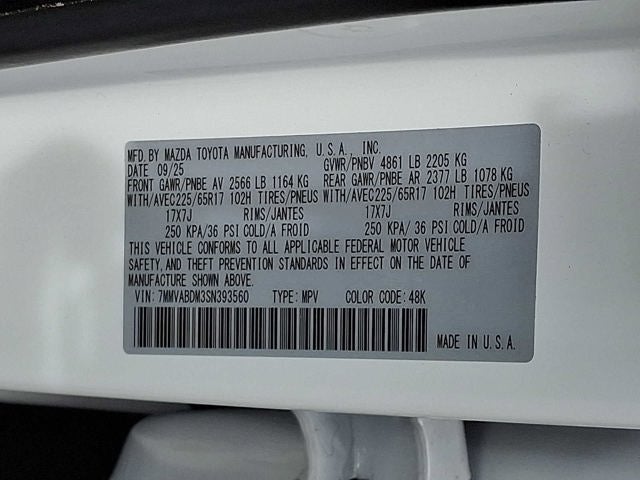 MFD. BY MAZDA TOYOTA MANUFACTURING, U.S.A., INC.
DATE 09/25 GVWR/PNBV 4861 LB 2205 KG
FRONT GAWR/PNBE AV 2566 LB 1164 KG REAR GAWR/PNBE AR 2377 LB 1078 KG
WITH/AVEC225/65R17 102H TIRES/PNEUS WITH/AVEC225/65R17 102H TIRES/PNEUS
17X7J RIMS/JANTES 17X7J RIMS/JANTES
250 KPA/36 PSI COLD/A FROID 250 KPA/ 36 PSI COLD/A FROID
THIS VEHICLE CONFORMS TO ALL APPLICABLE FEDERAL MOTOR VEHICLE
SAFETY, AND THEFT PREVENTION STANDARDS IN EFFECT ON THE DATE OF
MANUFACTURE SHOWN ABOVE.
VIN: 7MMVABDM3SN393560 TYPE: MPV COLOR CODE: 48K
MADE IN U.S.A.